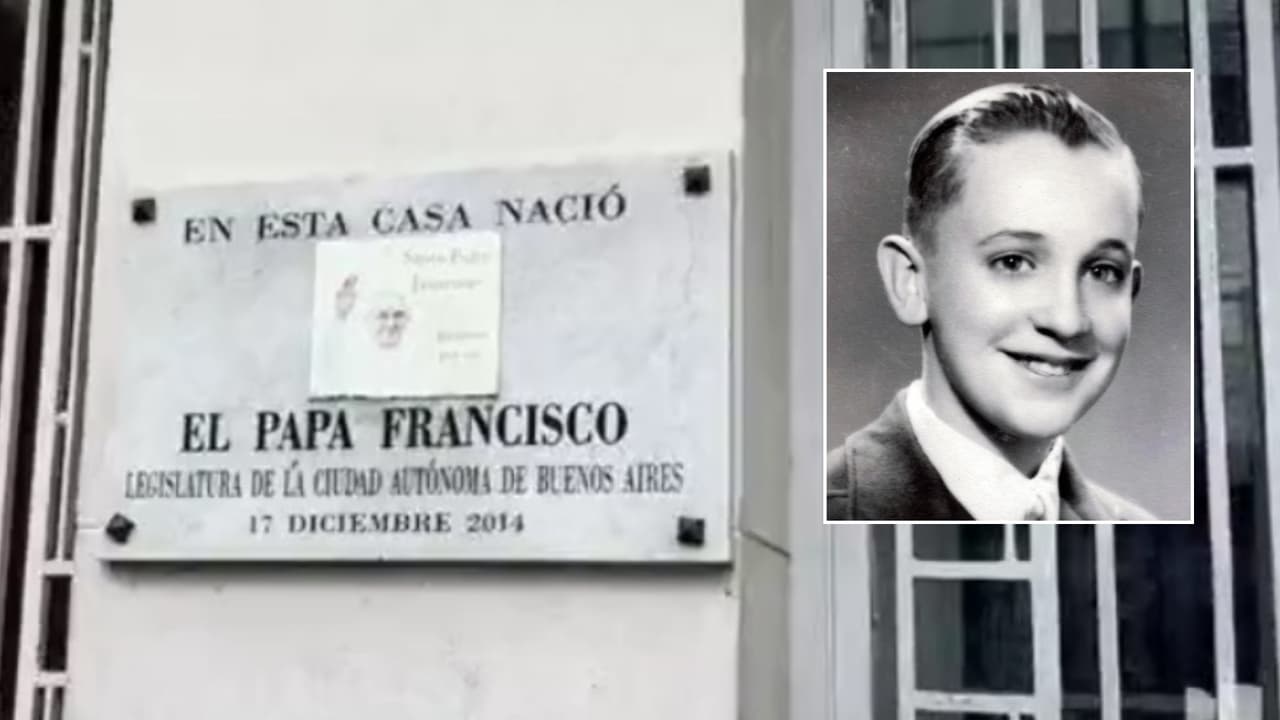 EN ESTA CASA NACIÓ
EL PAPA FRANCISCO
LEGISLATURA DE LA CIUDAD AUTÓNOMA DE BUENOS AIRES
17 DICIEMBRE 2014